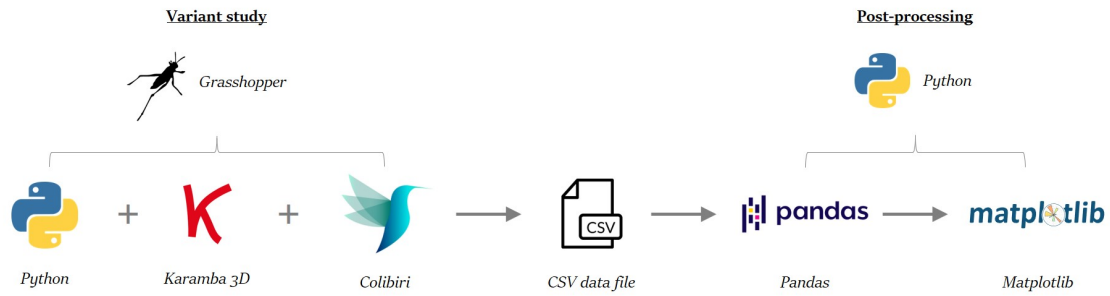 Variant study
Post-processing
Grasshopper
Python
CSV
pandas
matplotlib
Python
Karamba 3D
Colibiri
CSV data file
Pandas
Matplotlib